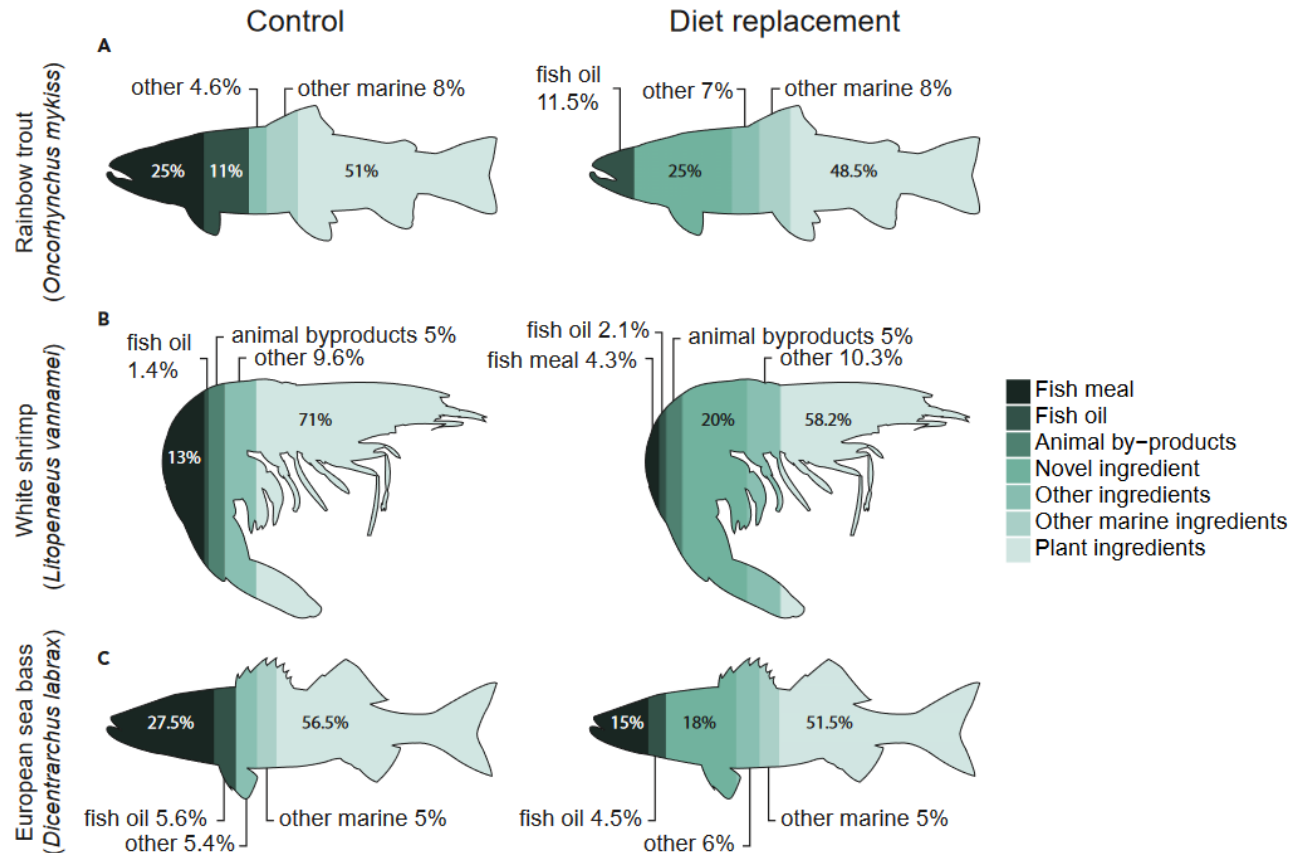 Control
Diet replacement
A
Rainbow trout
(Oncorhynchus mykiss)
other 4.6%
other marine 8%
25%
11%
51%
fish oil
11.5%
other 7%
other marine 8%
25%
48.5%
B
White shrimp
(Litopenaeus vannamei)
fish oil
1.4%
animal byproducts 5%
other 9.6%
13%
71%
fish oil 2.1%
fish meal 4.3%
animal byproducts 5%
other 10.3%
20%
58.2%
Fish meal
Fish oil
Animal by-products
Novel ingredient
Other ingredients
Other marine ingredients
Plant ingredients
C
European sea bass
(Dicentrarchus labrax)
27.5%
56.5%
fish oil 5.6%
other 5.4%
other marine 5%
15%
18%
51.5%
fish oil 4.5%
other 6%
other marine 5%